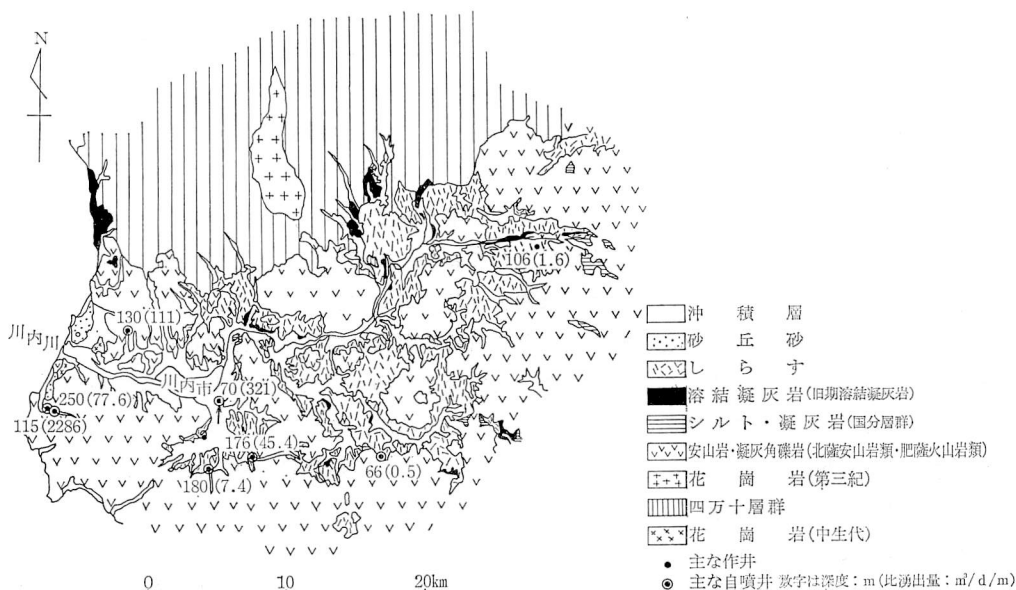 N
106(1.6)
130(111)
川内川
川内市
70(321)
250(77.6)
115(2286)
176(45.4)
66(0.5)
180(7.4)
0 10 20km
沖積層
砂丘砂
しらす
溶結凝灰岩(旧期溶結凝灰岩)
シルト・凝灰岩(国分層群)
安山岩・凝灰角礫岩(北薩安山岩類・肥薩火山岩類)
花崗岩(第三紀)
四万十層群
花崗岩(中生代)
主な作井
主な自噴井 数字は深度:m(比湧出量:m³/d/m)